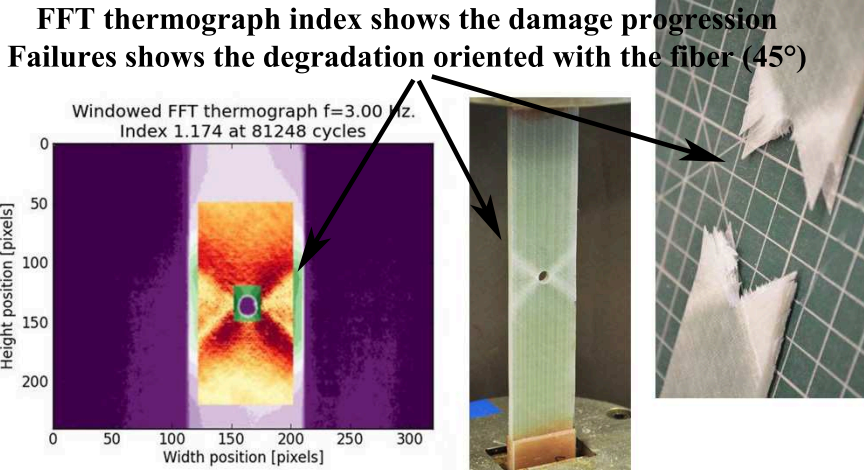 FFT thermograph index shows the damage progression
Failures shows the degradation oriented with the fiber (45°)
Windowed FFT thermograph f=3.00 Hz.
Index 1.174 at 81248 cycles
0
50
100
150
200
Height position [pixels]
0 50 100 150 200 250 300
Width position [pixels]